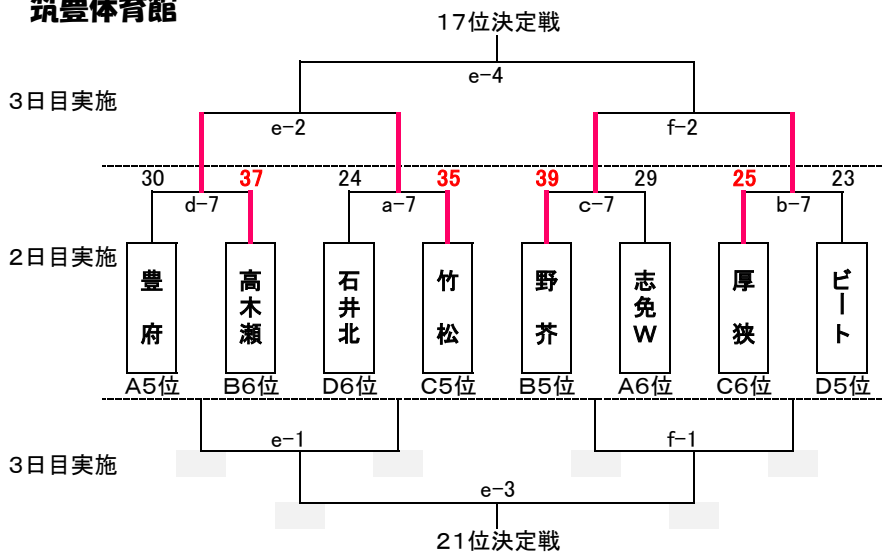 筑豊体育館
17位決定戦
e-4
3日目実施
e-2
f-2
30
37
24
35
39
29
25
23
d-7
a-7
c-7
b-7
2日目実施
豊府
高木瀬
石井北
竹松
野芥
志免W
厚狭
ビート
A5位
B6位
D6位
C5位
B5位
A6位
C6位
D5位
e-1
f-1
3日目実施
e-3
21位決定戦